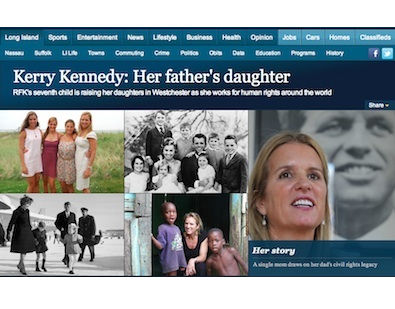 Long Island Sports Entertainment News Lifestyle Business Health Opinion Jobs Cars Homes Classifieds
Nassau Suffolk LI Life Towns Commuting Crime Politics Obits Data Education Programs History
Kerry Kennedy: Her father's daughter
RFK's seventh child is raising her daughters in Westchester as she works for human rights around the world
Share
Her story
A single mom draws on her dad's civil rights legacy